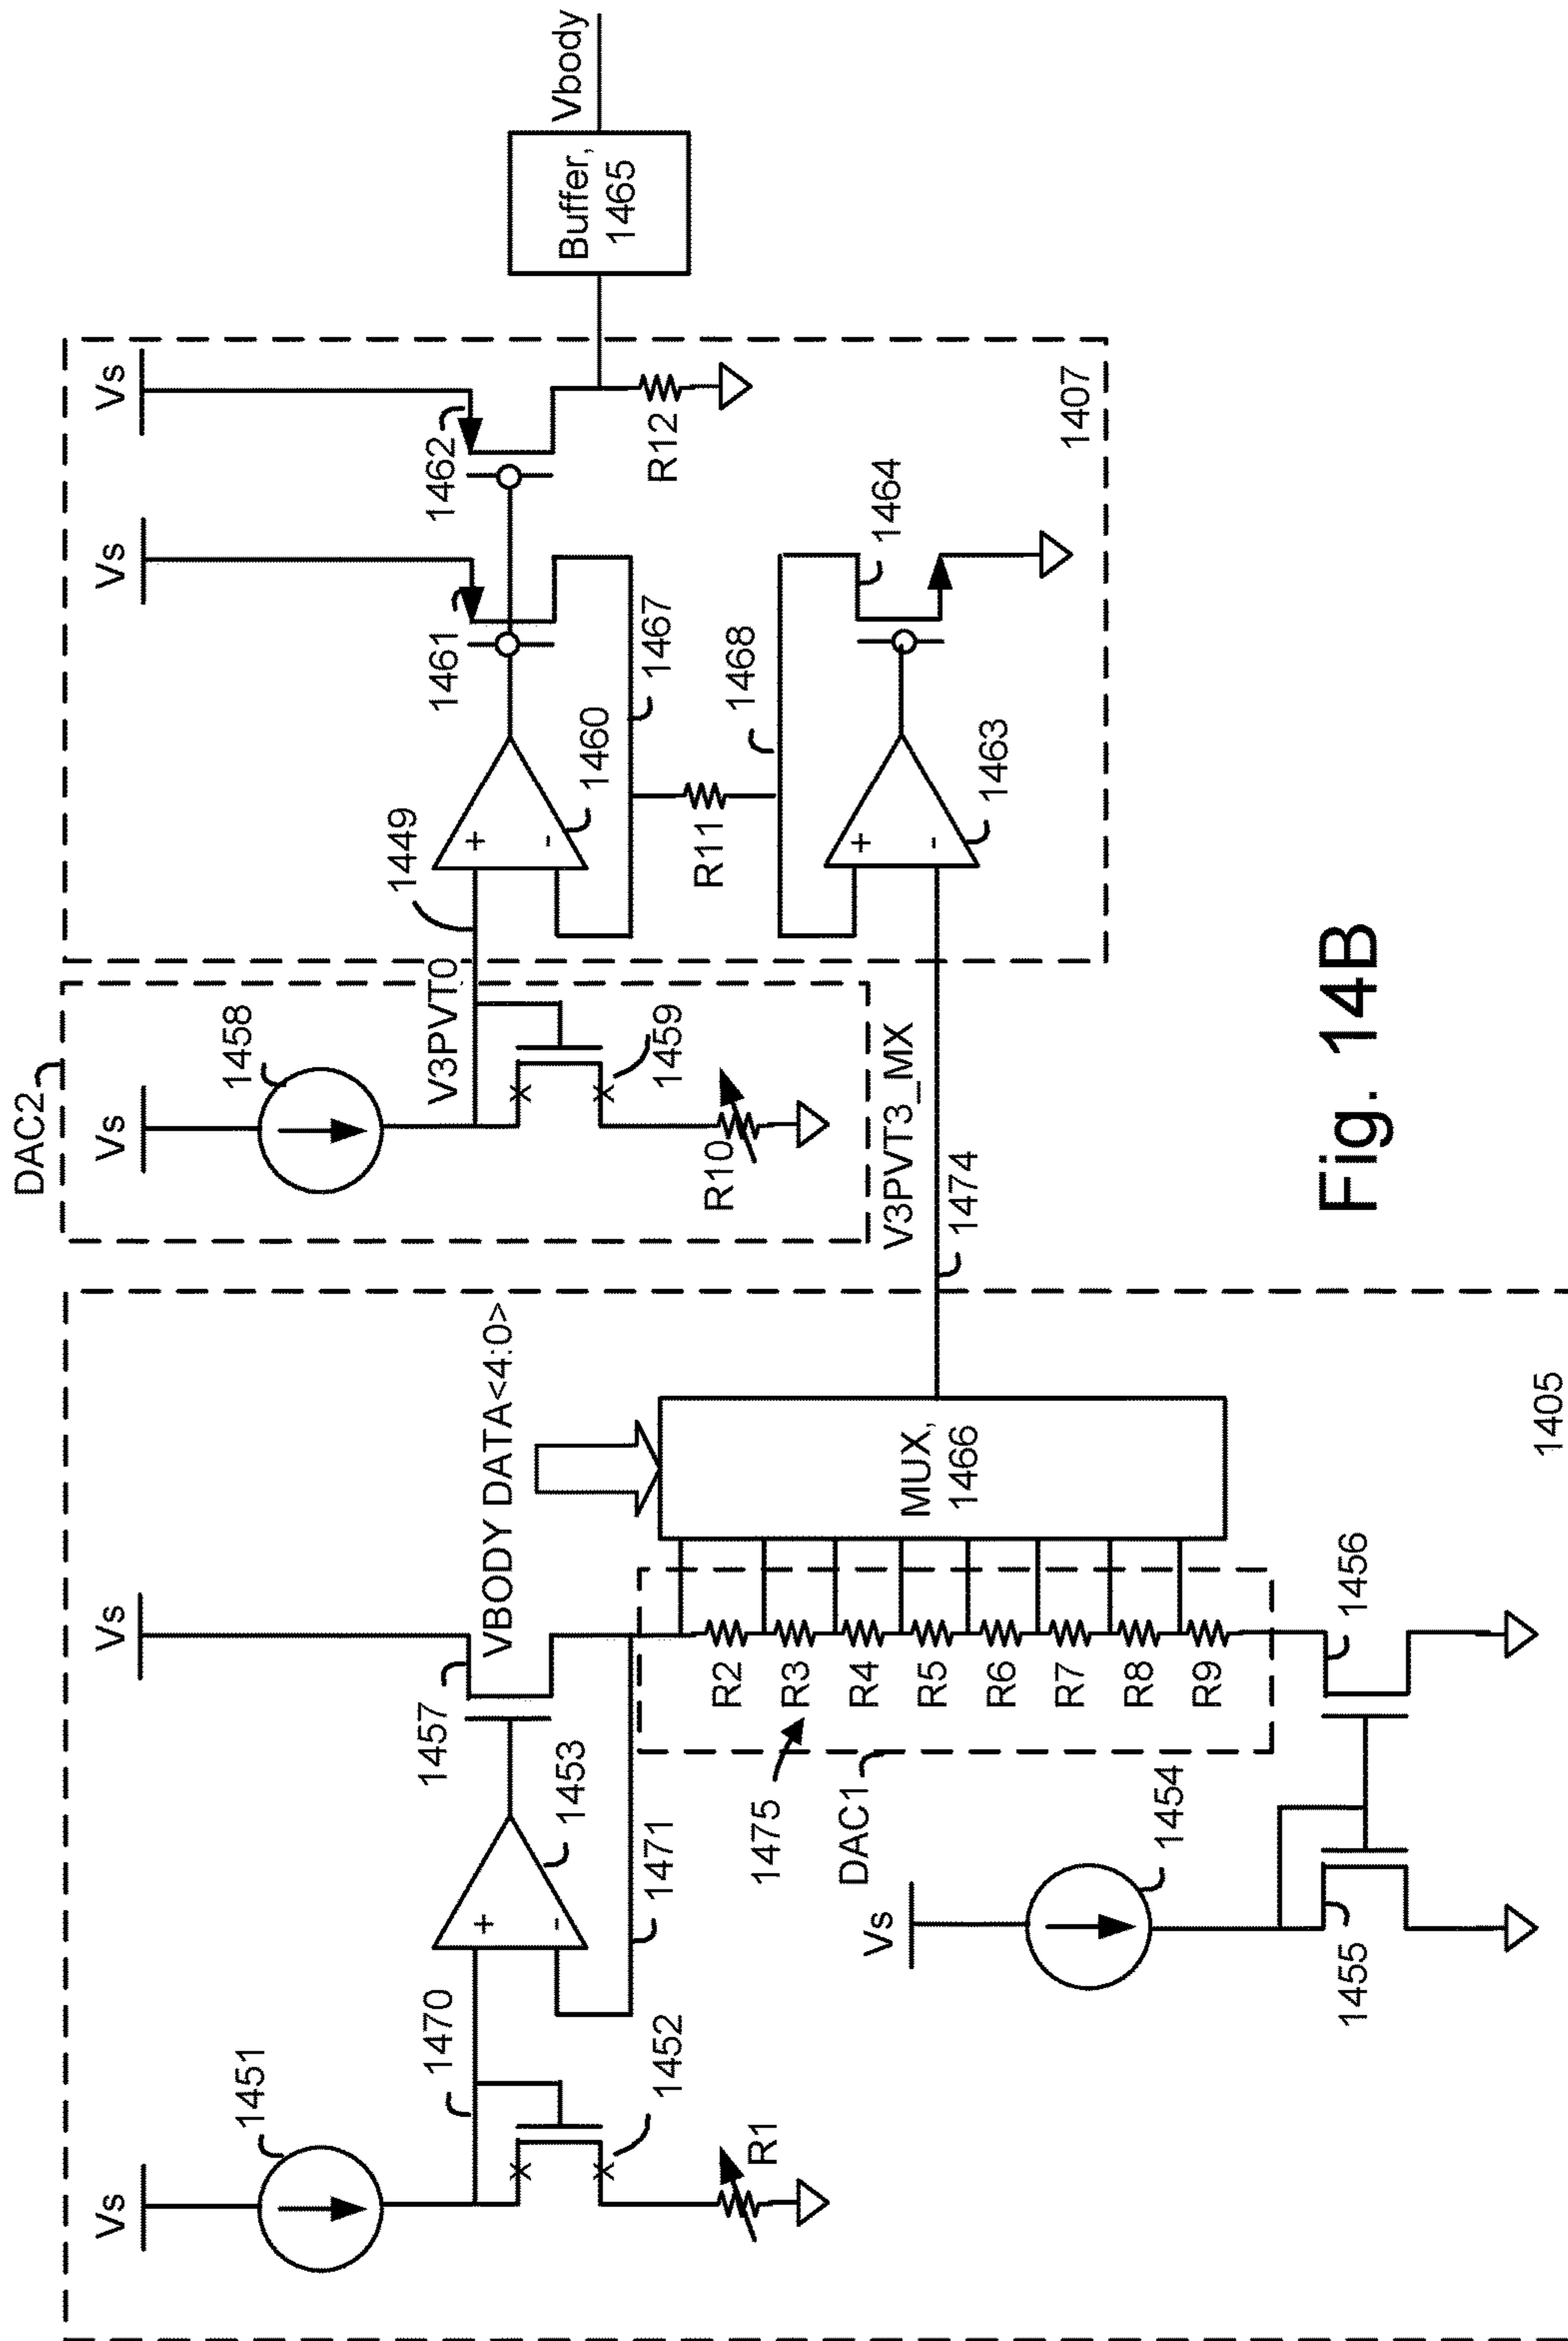 Vs
1451
1470
1452
R1
1453
1471
1457
Vs
VBODY DATA<4:0>
MUX,
1466
R2
R3
R4
R5
R6
R7
R8
R9
1475
DAC1
Vs
1454
1455
1456
1405
DAC2
Vs
1458
V3PVT0
1459
R10
V3PVT3_MX
1474
1449
+
-
+
-
1460
1461
Vs
1462
Vs
1467
R11
1468
R12
+
-
1463
1464
1407
Buffer,
1465
Vbody
Fig. 14B